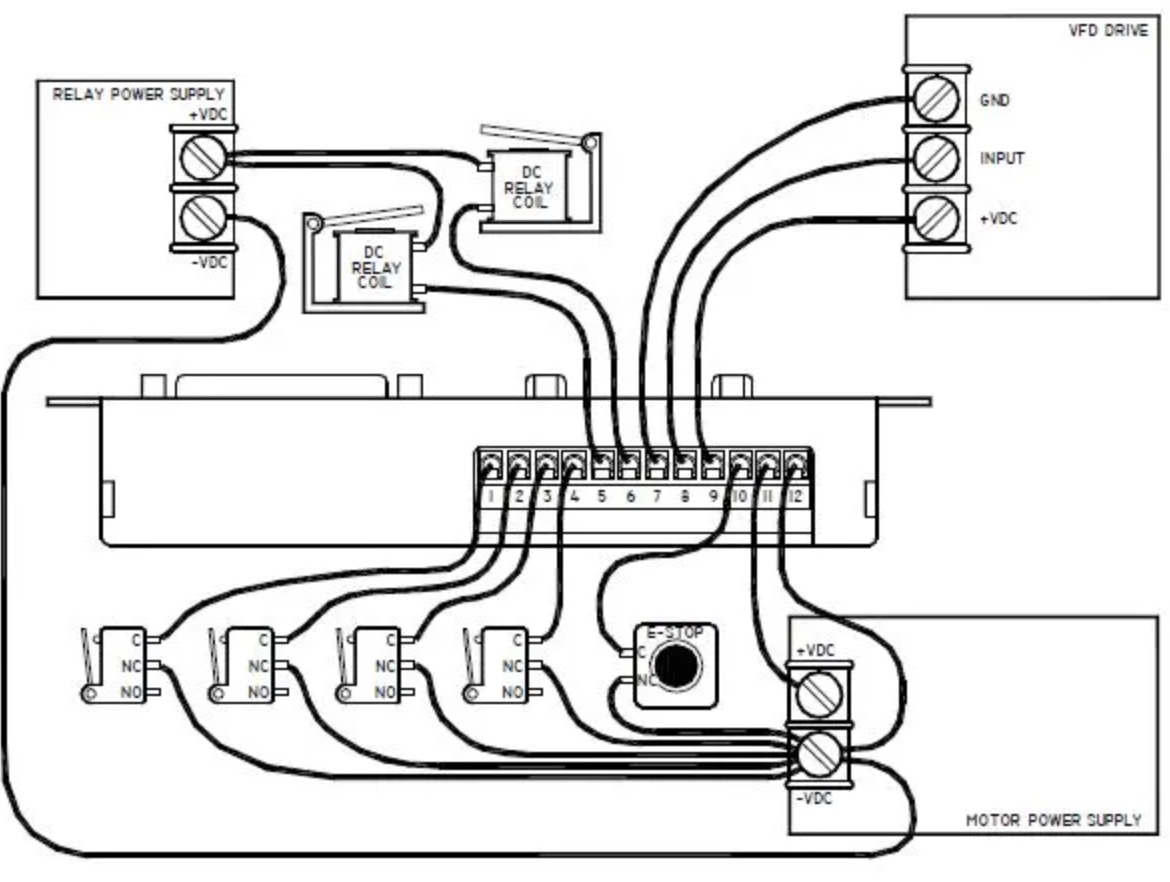 VFD DRIVE
GND
INPUT
+VDC
RELAY POWER SUPPLY
+VDC
-VDC
DC
RELAY
COIL
DC
RELAY
COIL
1 2 3 4 5 6 7 8 9 10 11 12
C
NC
NO
C
NC
NO
C
NC
NO
C
NC
NO
E-STOP
C
NC
+VDC
-VDC
MOTOR POWER SUPPLY